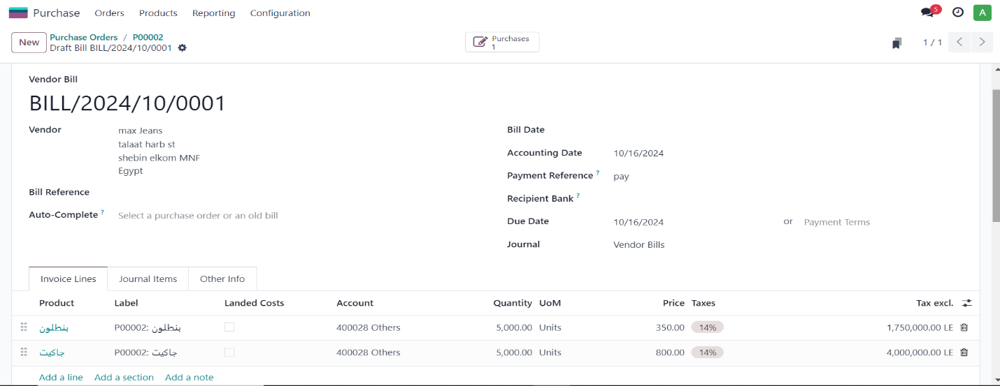 Purchase Orders Products Reporting Configuration 5 A
New Purchase Orders / P00002 Purchases 1 / 1
Draft Bill BILL/2024/10/0001 1
Vendor Bill
BILL/2024/10/0001
Vendor max Jeans
talaat harb st
shebin elkom MNF
Egypt
Bill Reference
Auto-Complete ? Select a purchase order or an old bill
Bill Date
Accounting Date 10/16/2024
Payment Reference ? pay
Recipient Bank ?
Due Date 10/16/2024 or Payment Terms
Journal Vendor Bills
Invoice Lines Journal Items Other Info
Product Label Landed Costs Account Quantity UoM Price Taxes Tax excl.
بنطلون P00002: بنطلون 400028 Others 5,000.00 Units 350.00 14% 1,750,000.00 LE
جاكيت P00002: جاكيت 400028 Others 5,000.00 Units 800.00 14% 4,000,000.00 LE
Add a line Add a section Add a note